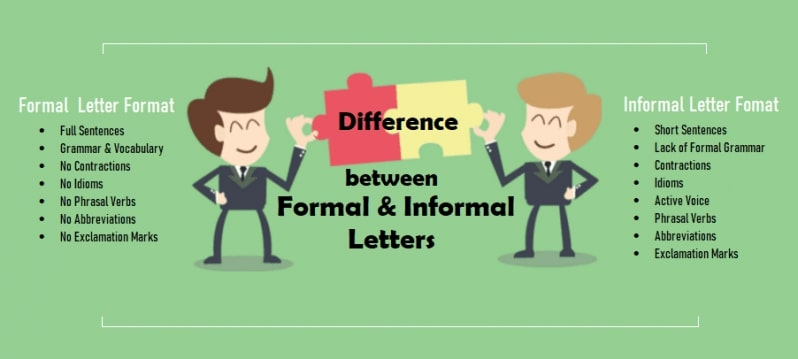 Formal Letter Format
Full Sentences
Grammar & Vocabulary
No Contractions
No Idioms
No Phrasal Verbs
No Abbreviations
No Exclamation Marks
Difference
between
Formal & Informal
Letters
Informal Letter Fomat
Short Sentences
Lack of Formal Grammar
Contractions
Idioms
Active Voice
Phrasal Verbs
Abbreviations
Exclamation Marks